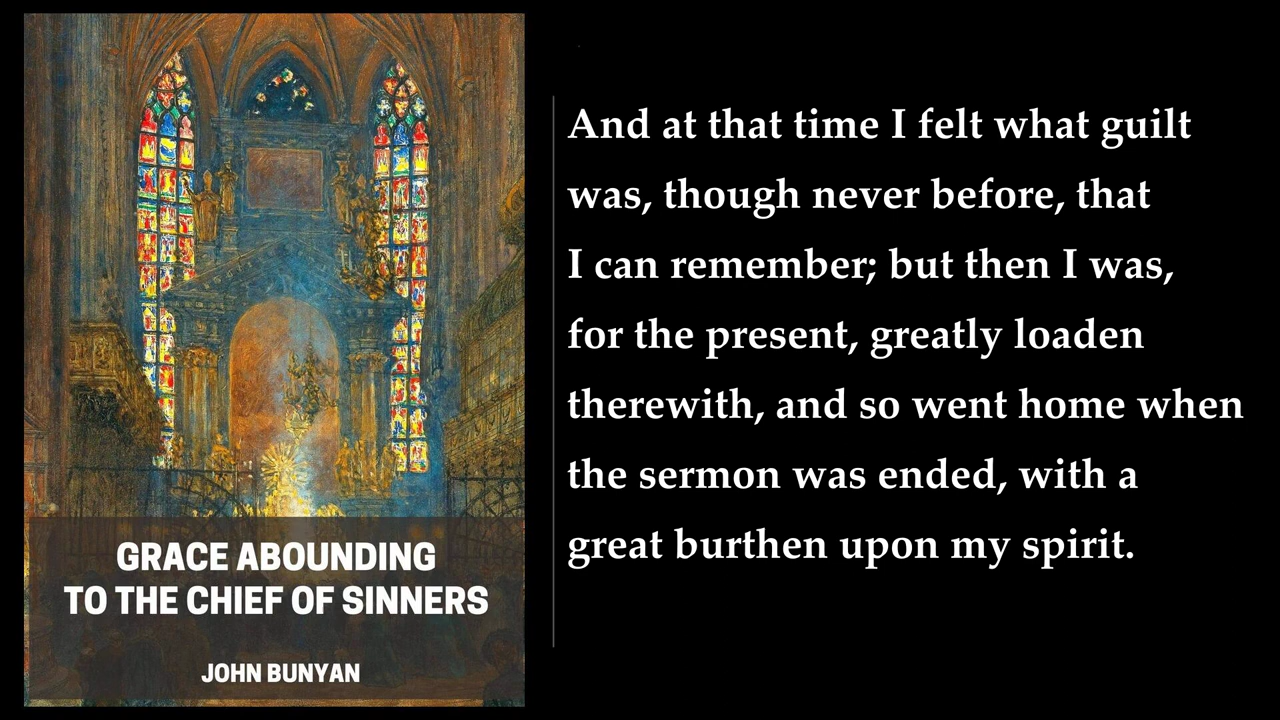 GRACE ABOUNDING
TO THE CHIEF OF SINNERS
JOHN BUNYAN
And at that time I felt what guilt
was, though never before, that
I can remember; but then I was,
for the present, greatly loaden
therewith, and so went home when
the sermon was ended, with a
great burthen upon my spirit.